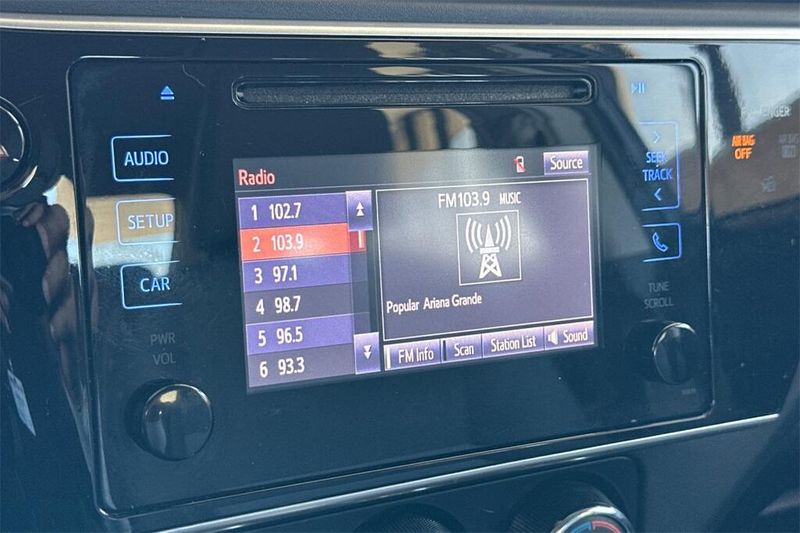 AUDIO
SETUP
CAR
PWR
VOL
Radio
Source
1 102.7
2 103.9
3 97.1
4 98.7
5 96.5
6 93.3
FM103.9 MUSIC
Popular Ariana Grande
FM Info
Scan
Station List
Sound
SEEK
TRACK
TUNE
SCROLL
AIR BAG
OFF